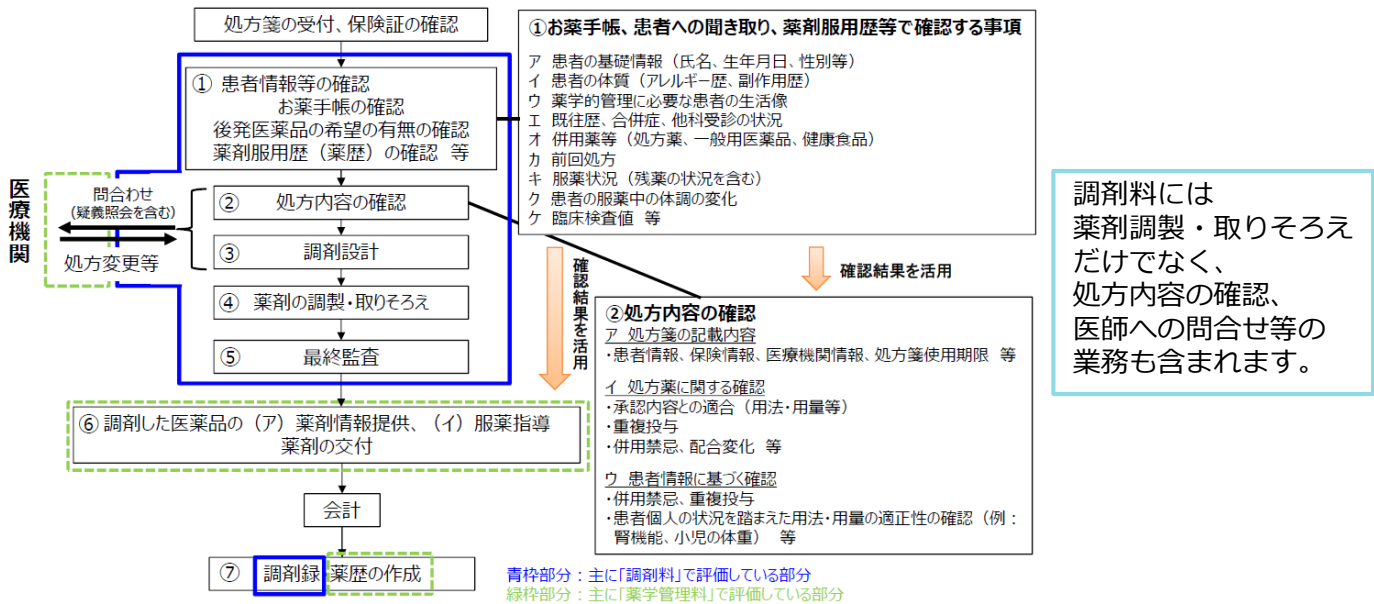 処方箋の受付、保険証の確認
① 患者情報等の確認
お薬手帳の確認
後発医薬品の希望の有無の確認
薬剤服用歴（薬歴）の確認 等
医療機関
問合わせ
(疑義照会を含む)
処方変更等
② 処方内容の確認
③ 調剤設計
④ 薬剤の調製・取りそろえ
⑤ 最終監査
⑥ 調剤した医薬品の（ア）薬剤情報提供、（イ）服薬指導
薬剤の交付
会計
⑦ 調剤録・薬歴の作成
①お薬手帳、患者への聞き取り、薬剤服用歴等で確認する事項
ア 患者の基礎情報（氏名、生年月日、性別等）
イ 患者の体質（アレルギー歴、副作用歴）
ウ 薬学的管理に必要な患者の生活像
エ 既往歴、合併症、他科受診の状況
オ 併用薬等（処方薬、一般用医薬品、健康食品）
カ 前回処方
キ 服薬状況（残薬の状況を含む）
ク 患者の服薬中の体調の変化
ケ 臨床検査値 等
確認結果を活用
確認結果を活用
②処方内容の確認
ア 処方箋の記載内容
・患者情報、保険情報、医療機関情報、処方箋使用期限 等
イ 処方薬に関する確認
・承認内容との適合（用法・用量等）
・重複投与
・併用禁忌、配合変化 等
ウ 患者情報に基づく確認
・併用禁忌、重複投与
・患者個人の状況を踏まえた用法・用量の適正性の確認（例：
腎機能、小児の体重） 等
青枠部分：主に「調剤料」で評価している部分
緑枠部分：主に「薬学管理料」で評価している部分
調剤料には
薬剤調製・取りそろえ
だけでなく、
処方内容の確認、
医師への問合せ等の
業務も含まれます。